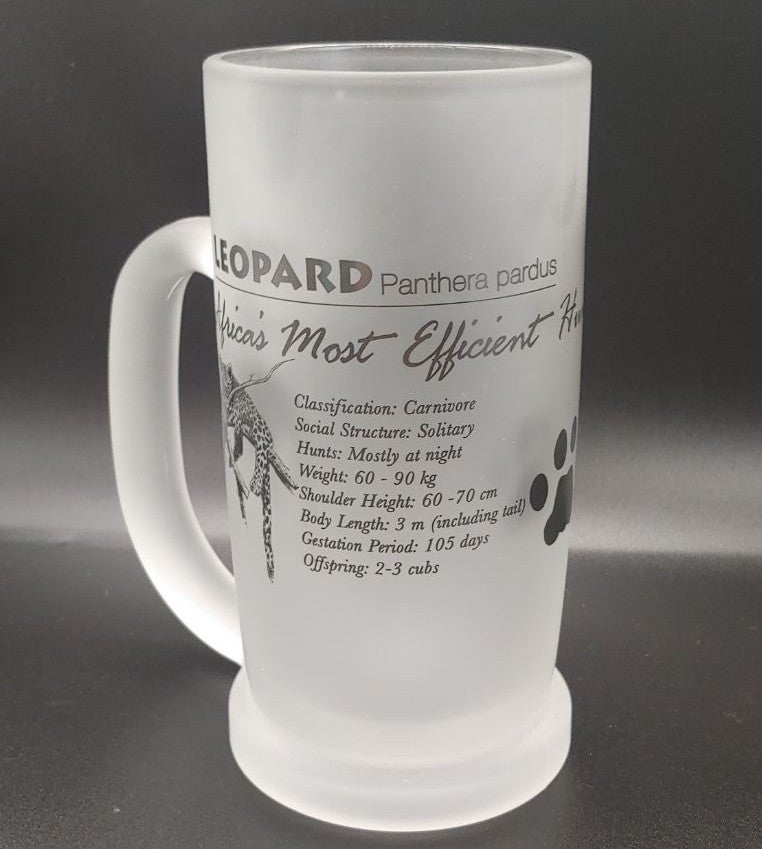 LEOPARD Panthera pardus
Africa's Most Efficient
Classification: Carnivore
Social Structure: Solitary
Hunts: Mostly at night
Weight: 60 - 90 kg
Shoulder Height: 60 -70 cm
Body Length: 3 m (including tail)
Gestation Period: 105 days
Offspring: 2-3 cubs